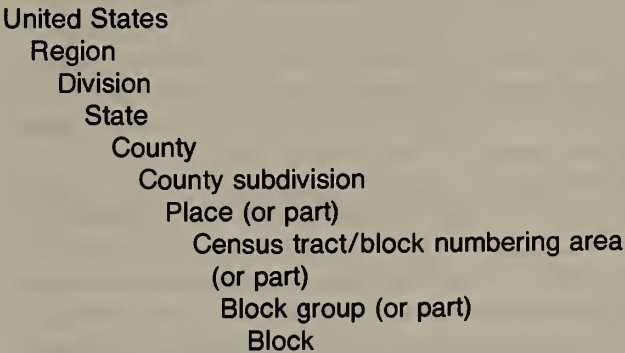 United States
Region
Division
State
County
County subdivision
Place (or part)
Census tract/block numbering area
(or part)
Block group (or part)
Block